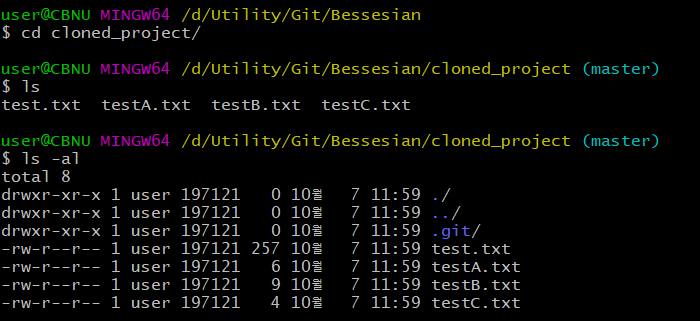 user@CBNU MINGW64 /d/Utility/Git/Bessesian
$ cd cloned_project/
user@CBNU MINGW64 /d/Utility/Git/Bessesian/cloned_project (master)
$ ls
test.txt  testA.txt  testB.txt  testC.txt
user@CBNU MINGW64 /d/Utility/Git/Bessesian/cloned_project (master)
$ ls -al
total 8
drwxr-xr-x 1 user 197121   0 10월   7 11:59 ./
drwxr-xr-x 1 user 197121   0 10월   7 11:59 ../
drwxr-xr-x 1 user 197121   0 10월   7 11:59 .git/
-rw-r--r-- 1 user 197121 257 10월   7 11:59 test.txt
-rw-r--r-- 1 user 197121   6 10월   7 11:59 testA.txt
-rw-r--r-- 1 user 197121   9 10월   7 11:59 testB.txt
-rw-r--r-- 1 user 197121   4 10월   7 11:59 testC.txt